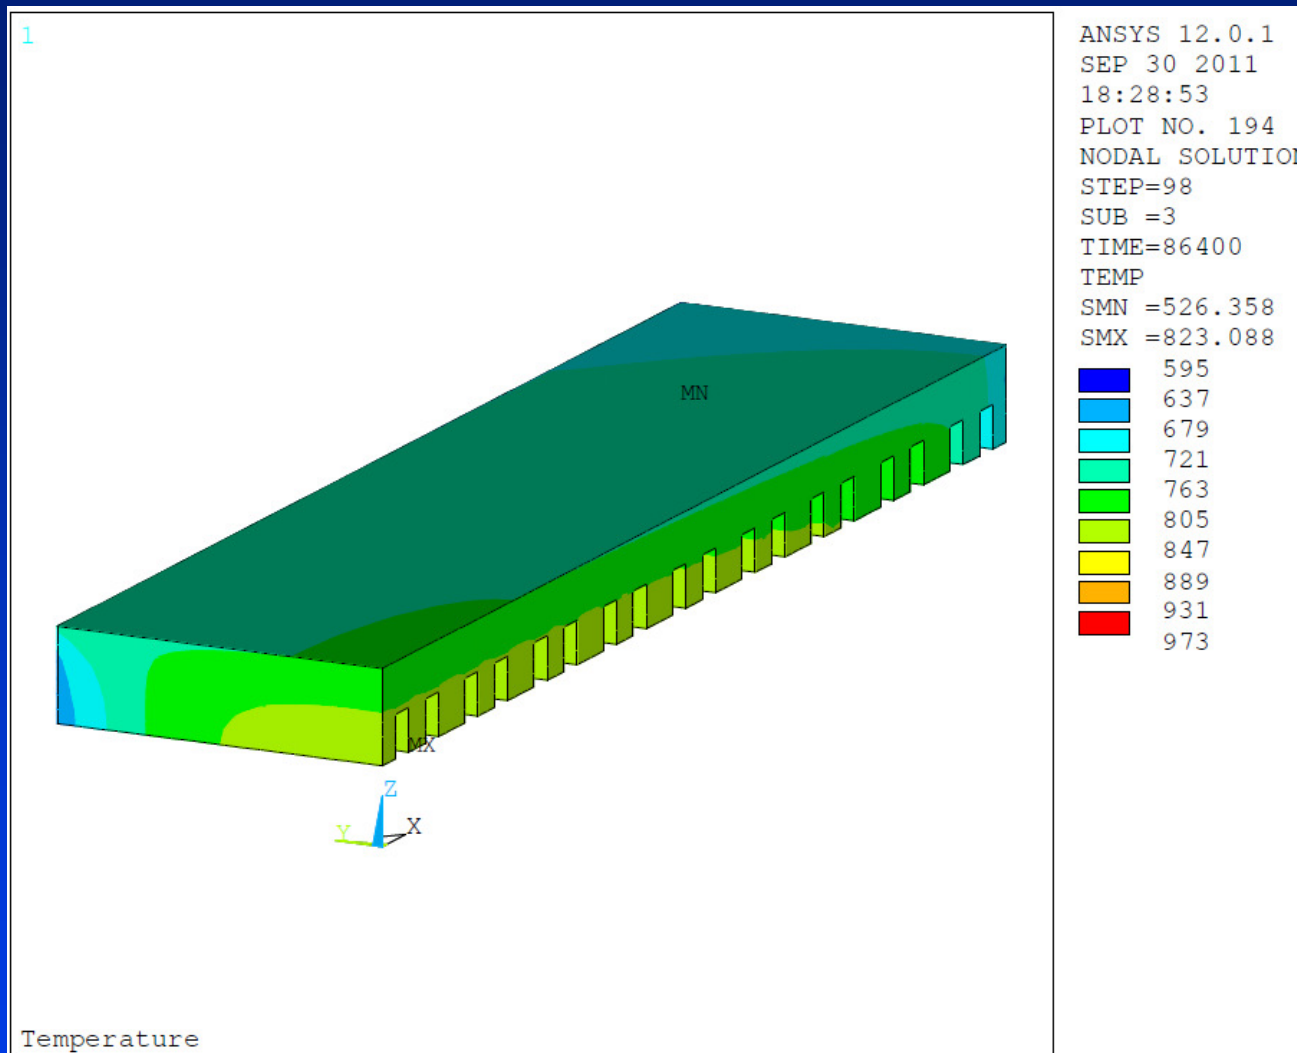 1
ANSYS 12.0.1
SEP 30 2011
18:28:53
PLOT NO. 194
NODAL SOLUTION
STEP=98
SUB =3
TIME=86400
TEMP
SMN =526.358
SMX =823.088
595
637
679
721
763
805
847
889
931
973
MN
MX
Z
Y
X
Temperature